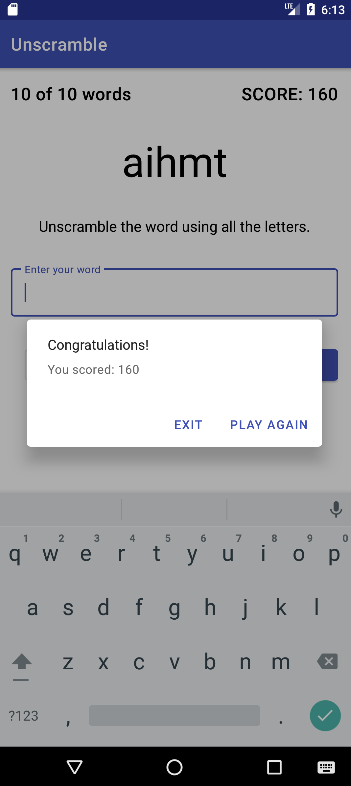 LTE 6:13
Unscramble
10 of 10 words SCORE: 160
aihmt
Unscramble the word using all the letters.
Enter your word
Congratulations!
You scored: 160
EXIT PLAY AGAIN
1 2 3 4 5 6 7 8 9 0
q w e r t y u i o p
a s d f g h j k l
z x c v b n m
?123 , .